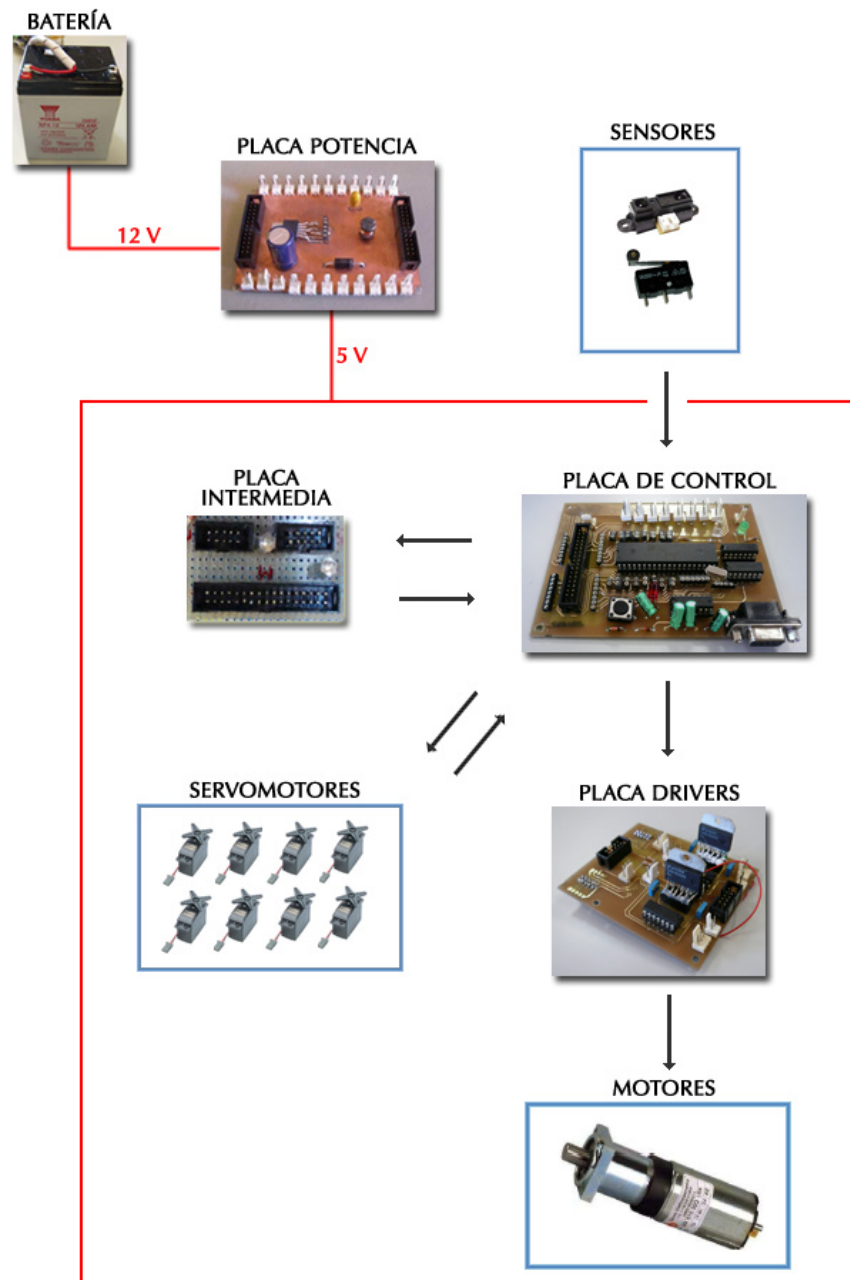 BATERÍA
PLACA POTENCIA
SENSORES
12 V
5 V
PLACA
INTERMEDIA
PLACA DE CONTROL
SERVOMOTORES
PLACA DRIVERS
MOTORES